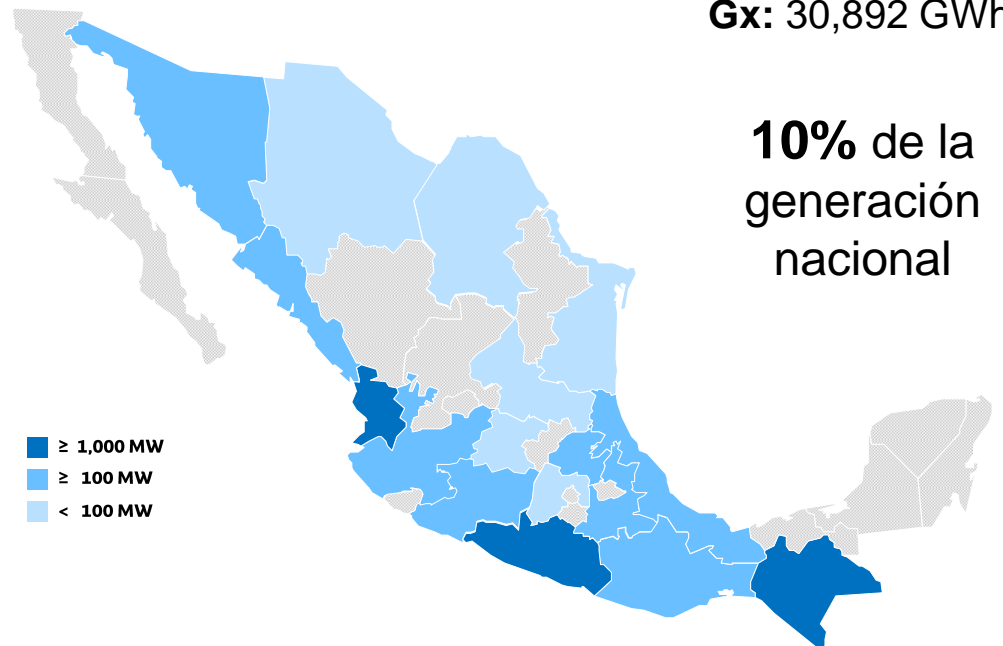 Gx: 30,892 GWh
10% de la
generación
nacional
≥ 1,000 MW
≥ 100 MW
< 100 MW